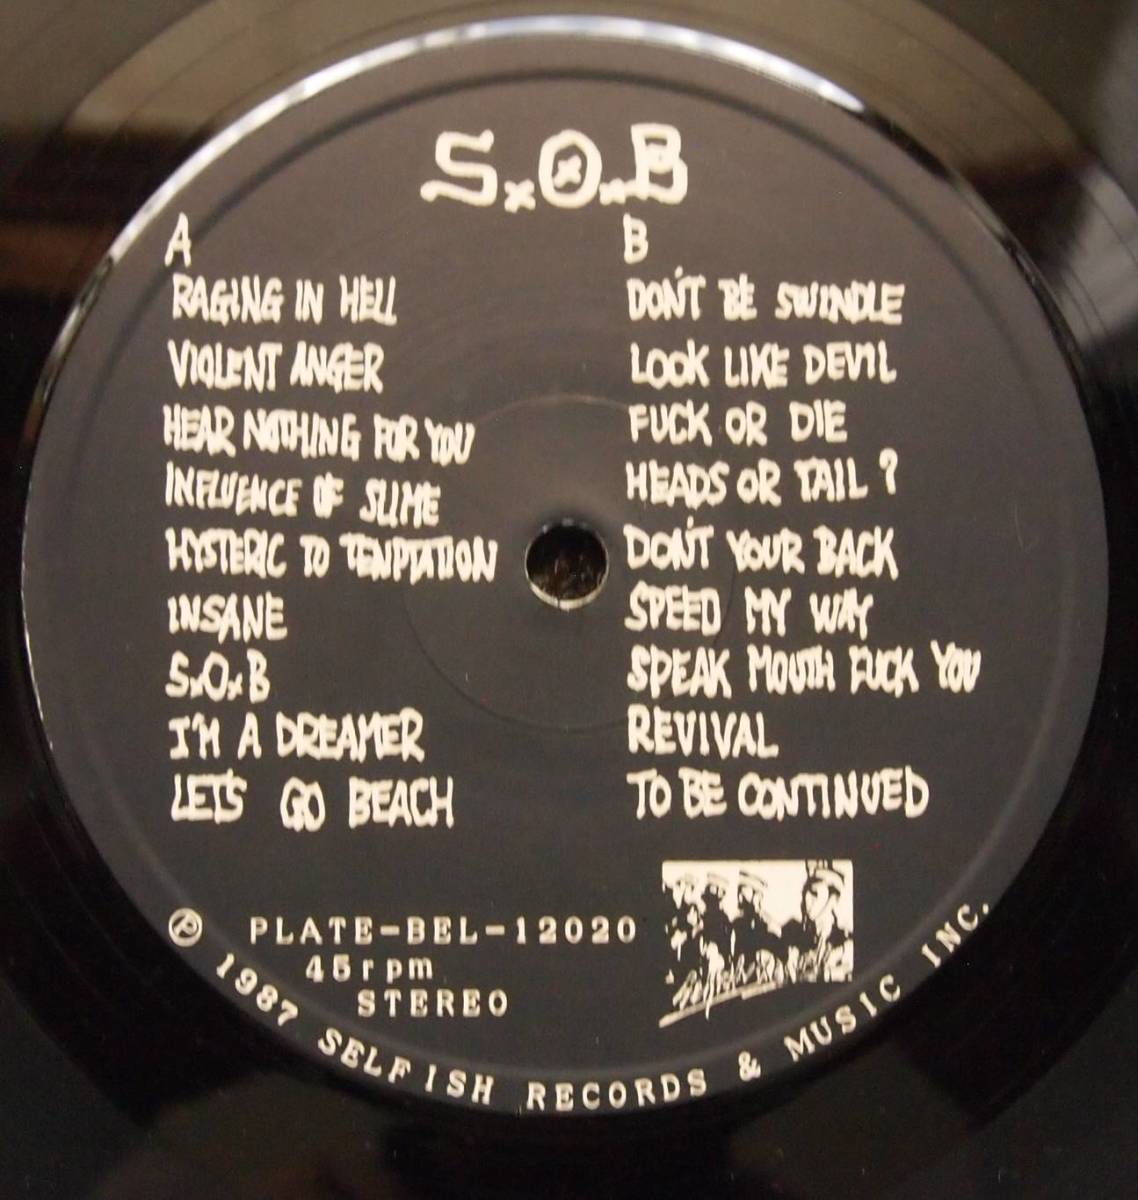 S.O.B
A
RAGING IN HELL
VIOLENT ANGER
HEAR NOTHING FOR YOU
INFLUENCE OF SLIME
HYSTERIC TO TENPTATION
INSANE
S.O.B
I'M A DREAMER
LET'S GO BEACH
B
DON'T BE SWINDLE
LOOK LIKE DEVIL
FUCK OR DIE
HEADS OR TAIL ?
DON'T YOUR BACK
SPEED MY WAY
SPEAK MOUTH FUCK YOU
REVIVAL
TO BE CONTINUED
PLATE-BEL-12020
45rpm
STEREO
Selfish Records
Ⓟ 1987 SELFISH RECORDS & MUSIC INC.